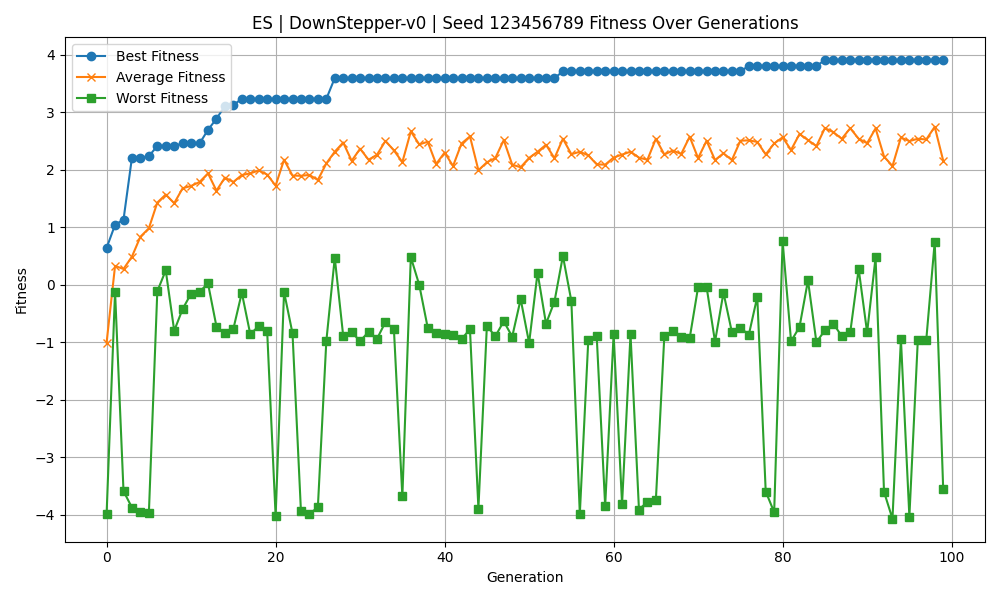 ES | DownStepper-v0 | Seed 123456789 Fitness Over Generations
Best Fitness
Average Fitness
Worst Fitness
4
3
2
1
0
−1
−2
−3
−4
Fitness
0 20 40 60 80 100
Generation